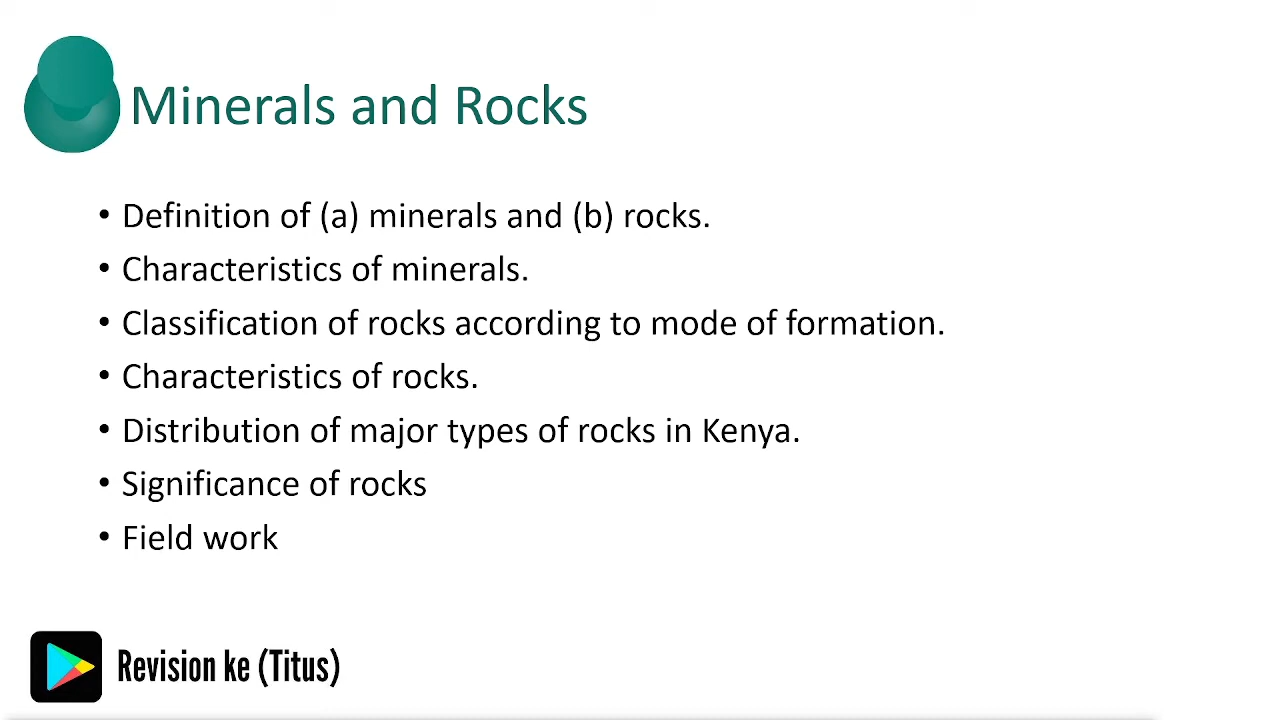 Minerals and Rocks
• Definition of (a) minerals and (b) rocks.
• Characteristics of minerals.
• Classification of rocks according to mode of formation.
• Characteristics of rocks.
• Distribution of major types of rocks in Kenya.
• Significance of rocks
• Field work
Revision ke (Titus)